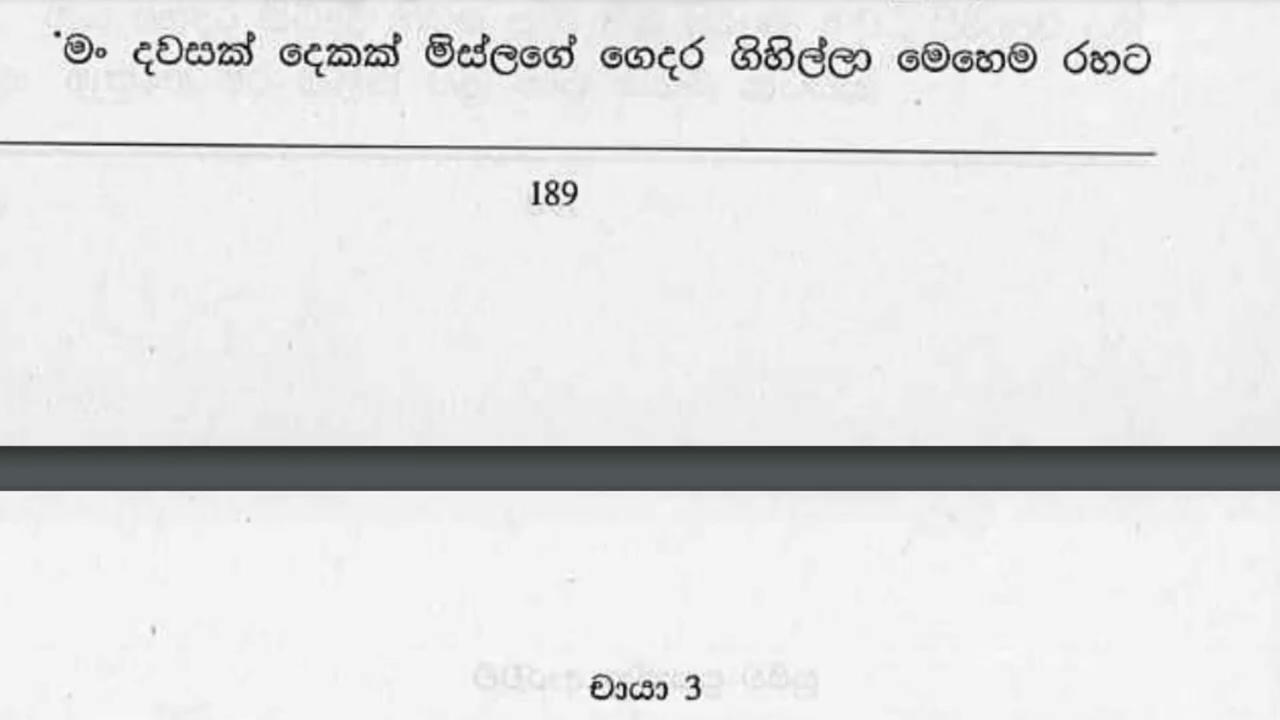 'මං දවසක් දෙකක් මිස්ලගේ ගෙදර ගිහිල්ලා මෙහෙම රහට
189
චායා 3